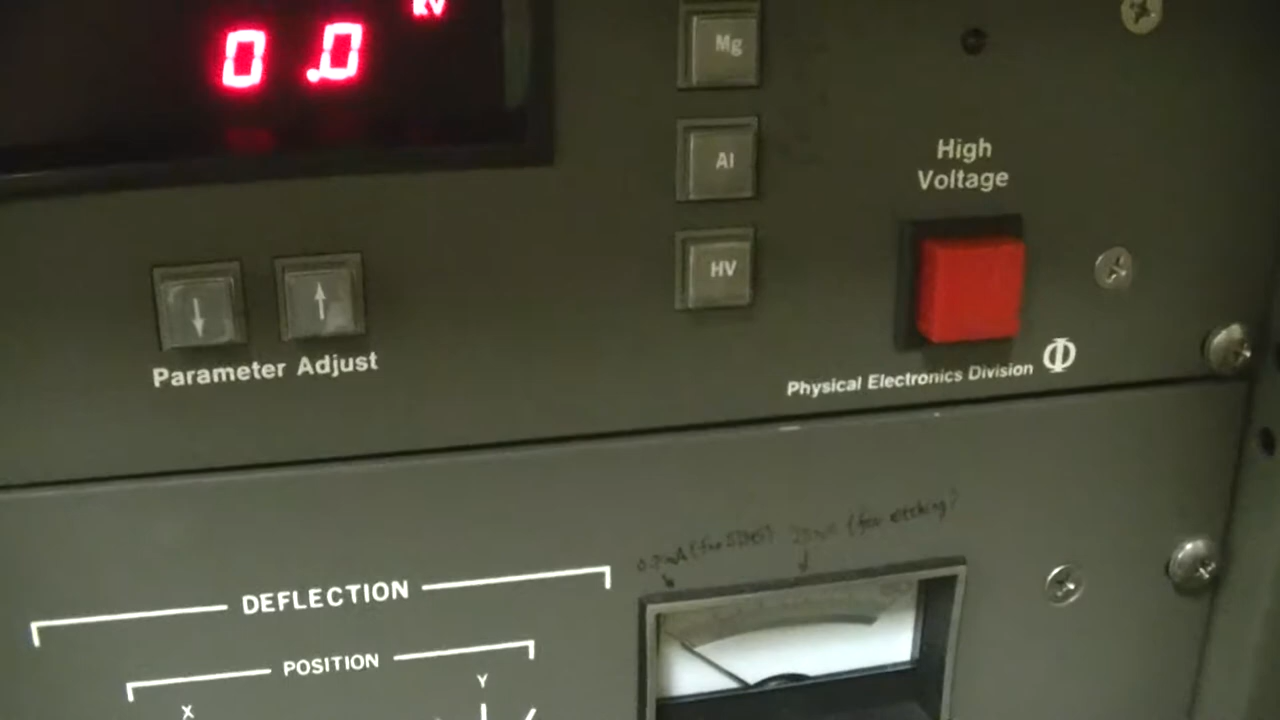 kV
0.0
Mg
Al
HV
High
Voltage
↓ ↑
Parameter Adjust
Physical Electronics Division Φ
(for etching)
DEFLECTION
POSITION
X
Y